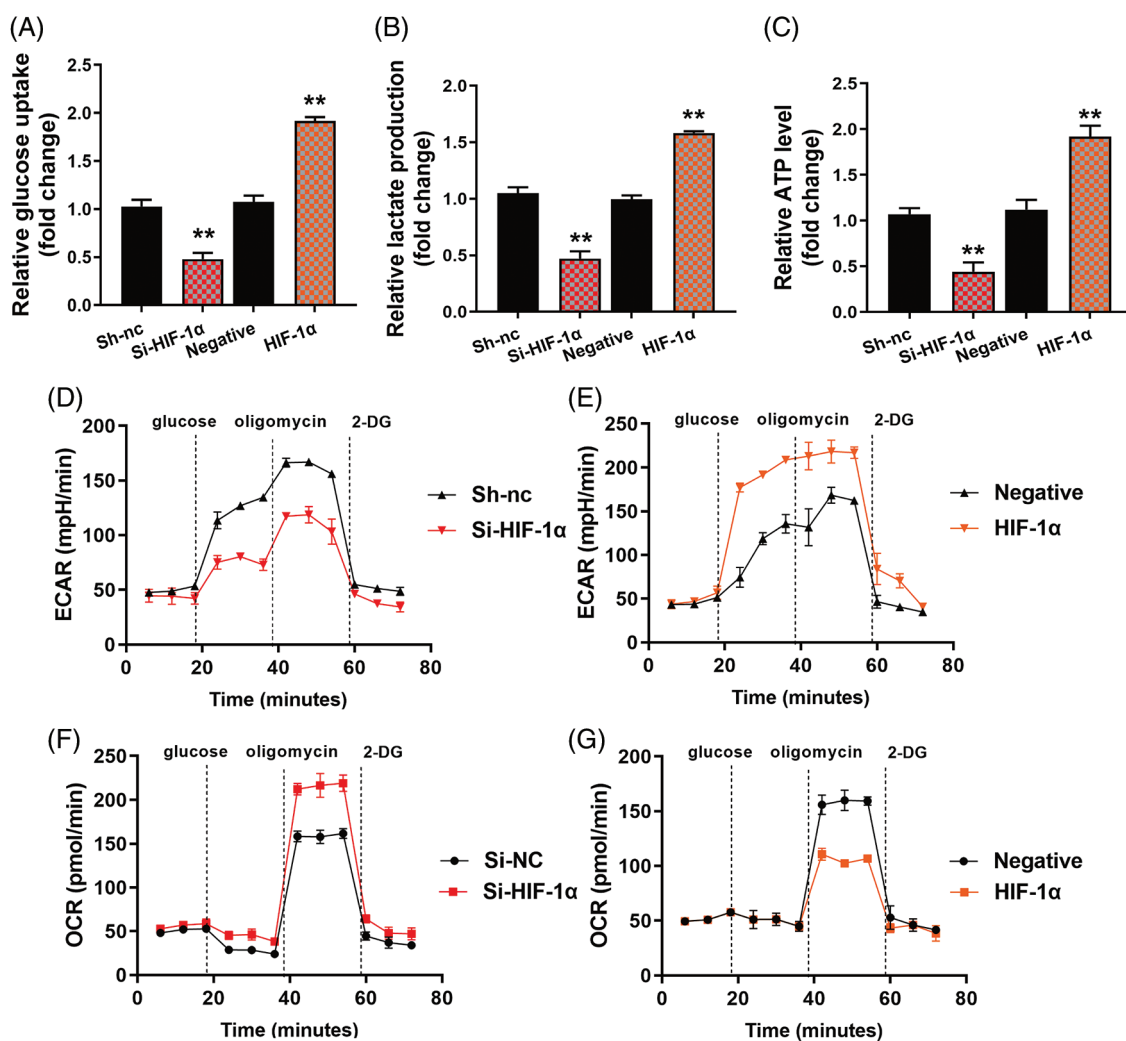 (A)
Relative glucose uptake
(fold change)
2.5
2.0
1.5
1.0
0.5
0.0
**
**
Sh-nc
Si-HIF-1α
Negative
HIF-1α
(B)
Relative lactate production
(fold change)
2.0
1.5
1.0
0.5
0.0
**
**
Sh-nc
Si-HIF-1α
Negative
HIF-1α
(C)
Relative ATP level
(fold change)
2.5
2.0
1.5
1.0
0.5
0.0
**
**
Sh-nc
Si-HIF-1α
Negative
HIF-1α
(D)
glucose oligomycin 2-DG
ECAR (mpH/min)
200
150
100
50
0
0 20 40 60 80
Time (minutes)
Sh-nc
Si-HIF-1α
(E)
glucose oligomycin 2-DG
ECAR (mpH/min)
250
200
150
100
50
0
0 20 40 60 80
Time (minutes)
Negative
HIF-1α
(F)
glucose oligomycin 2-DG
OCR (pmol/min)
250
200
150
100
50
0
0 20 40 60 80
Time (minutes)
Si-NC
Si-HIF-1α
(G)
glucose oligomycin 2-DG
OCR (pmol/min)
200
150
100
50
0
0 20 40 60 80
Time (minutes)
Negative
HIF-1α